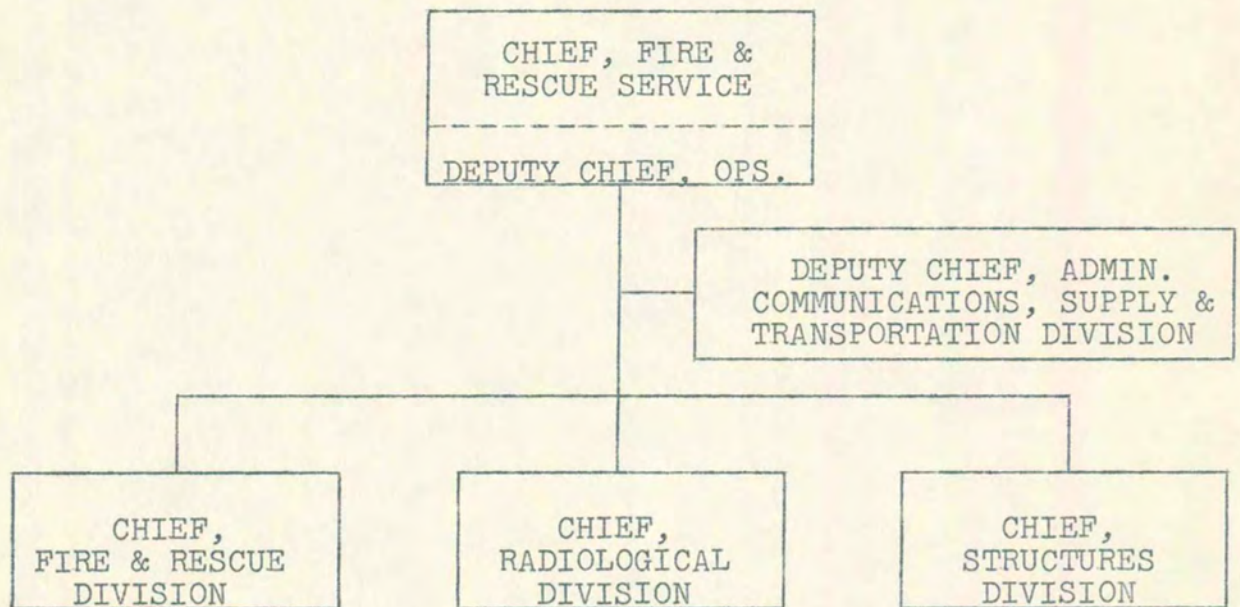 CHIEF, FIRE &
RESCUE SERVICE
DEPUTY CHIEF, OPS.
DEPUTY CHIEF, ADMIN.
COMMUNICATIONS, SUPPLY &
TRANSPORTATION DIVISION
CHIEF,
FIRE & RESCUE
DIVISION
CHIEF,
RADIOLOGICAL
DIVISION
CHIEF,
STRUCTURES
DIVISION